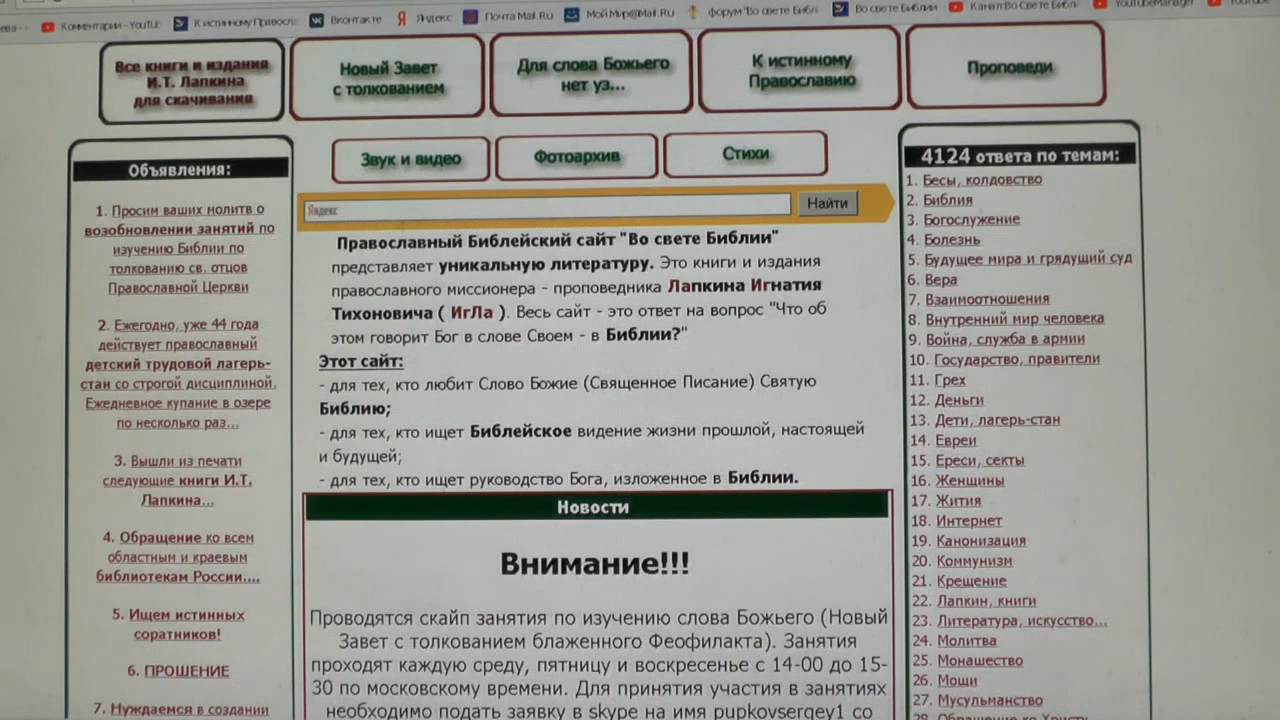 Комментарии - YouTub
К истинному Правосла
Вконтакте
Яндекс
Почта Mail.Ru
Мой Мир@Mail.Ru
форум "Во свете Библ
Во свете Библии
Канал:Во Свете Библ
YouTubeManager
Все книги и издания
И.Т. Лапкина
для скачивания
Новый Завет
с толкованием
Для слова Божьего
нет уз...
К истинному
Православию
Проповеди
Звук и видео
Фотоархив
Стихи
Объявления:
1. Просим ваших молитв о
возобновлении занятий по
изучению Библии по
толкованию св. отцов
Православной Церкви
2. Ежегодно, уже 44 года
действует православный
детский трудовой лагерь-
стан со строгой дисциплиной.
Ежедневное купание в озере
по несколько раз...
3. Вышли из печати
следующие книги И.Т.
Лапкина...
4. Обращение ко всем
областным и краевым
библиотекам России....
5. Ищем истинных
соратников!
6. ПРОШЕНИЕ
7. Нуждаемся в создании
Яндекс
Найти
Православный Библейский сайт "Во свете Библии"
представляет уникальную литературу. Это книги и издания
православного миссионера - проповедника Лапкина Игнатия
Тихоновича ( ИгЛа ). Весь сайт - это ответ на вопрос "Что об
этом говорит Бог в слове Своем - в Библии?"
Этот сайт:
- для тех, кто любит Слово Божие (Священное Писание) Святую
Библию;
- для тех, кто ищет Библейское видение жизни прошлой, настоящей
и будущей;
- для тех, кто ищет руководство Бога, изложенное в Библии.
Новости
Внимание!!!
Проводятся скайп занятия по изучению слова Божьего (Новый
Завет с толкованием блаженного Феофилакта). Занятия
проходят каждую среду, пятницу и воскресенье с 14-00 до 15-
30 по московскому времени. Для принятия участия в занятиях
необходимо подать заявку в skype на имя pupkovsergey1 со
4124 ответа по темам:
1. Бесы, колдовство
2. Библия
3. Богослужение
4. Болезнь
5. Будущее мира и грядущий суд
6. Вера
7. Взаимоотношения
8. Внутренний мир человека
9. Война, служба в армии
10. Государство, правители
11. Грех
12. Деньги
13. Дети, лагерь-стан
14. Евреи
15. Ереси, секты
16. Женщины
17. Жития
18. Интернет
19. Канонизация
20. Коммунизм
21. Крещение
22. Лапкин, книги
23. Литература, искусство...
24. Молитва
25. Монашество
26. Мощи
27. Мусульманство
28. Обращение ко Христу